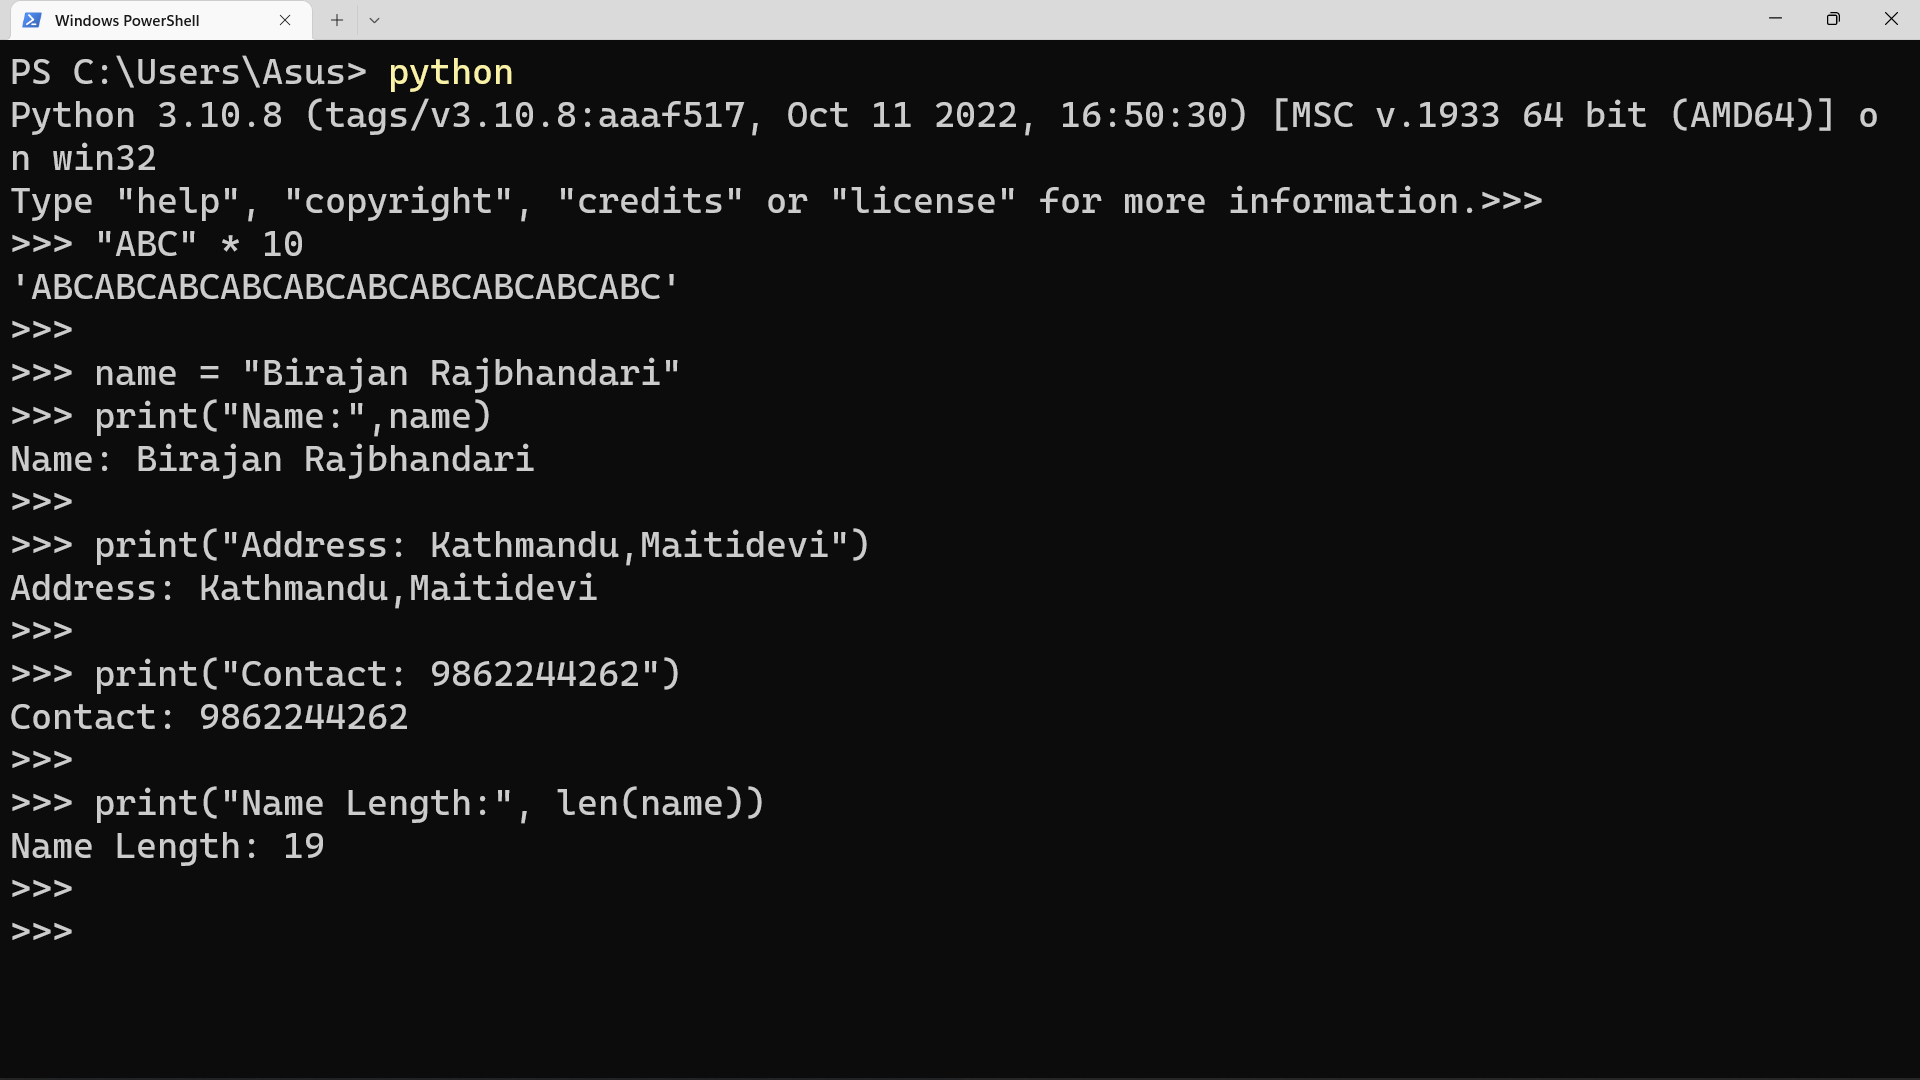 Windows PowerShell
PS C:\Users\Asus> python
Python 3.10.8 (tags/v3.10.8:aaaf517, Oct 11 2022, 16:50:30) [MSC v.1933 64 bit (AMD64)] o
n win32
Type "help", "copyright", "credits" or "license" for more information.>>>
>>> "ABC" * 10
'ABCABCABCABCABCABCABCABCABCABC'
>>>
>>> name = "Birajan Rajbhandari"
>>> print("Name:",name)
Name: Birajan Rajbhandari
>>>
>>> print("Address: Kathmandu,Maitidevi")
Address: Kathmandu,Maitidevi
>>>
>>> print("Contact: 9862244262")
Contact: 9862244262
>>>
>>> print("Name Length:", len(name))
Name Length: 19
>>>
>>>